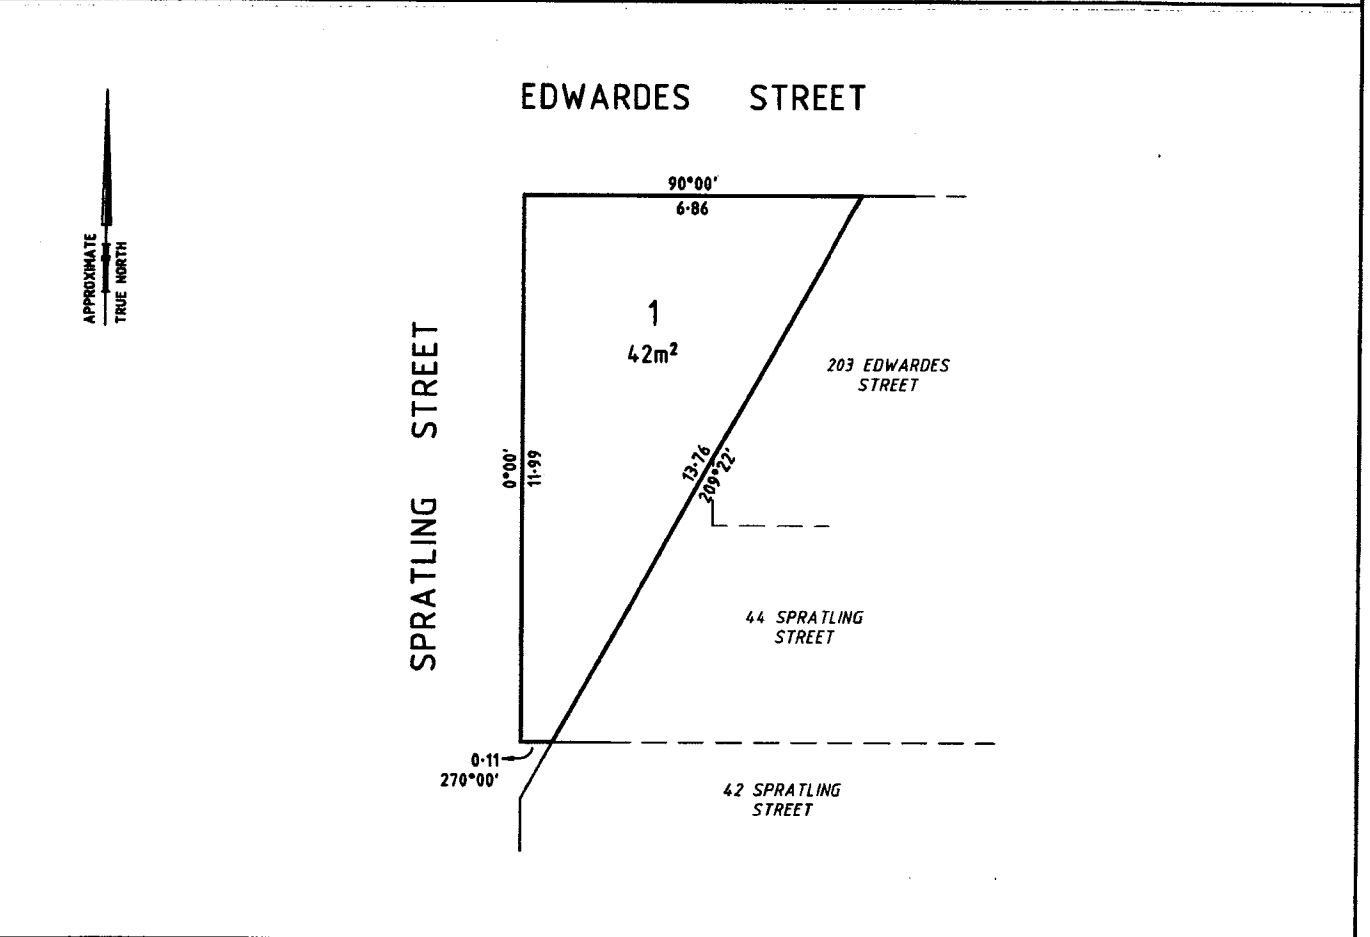 EDWARDES STREET
90°00'
6·86
APPROXIMATE
TRUE NORTH
1
42m²
SPRATLING STREET
203 EDWARDES
STREET
0°00'
11·99
13·76
209°22'
44 SPRATLING
STREET
0·11
270°00'
42 SPRATLING
STREET